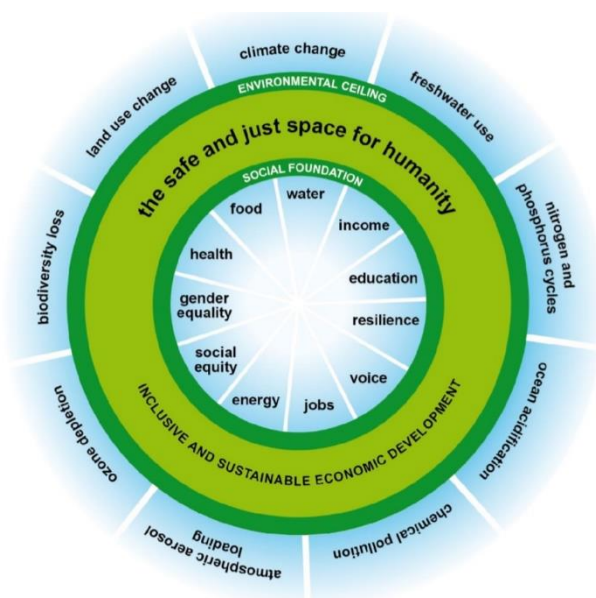 climate change
freshwater use
nitrogen and
phosphorus cycles
ocean acidification
chemical pollution
atmospheric aerosol
loading
ozone depletion
biodiversity loss
land use change
ENVIRONMENTAL CEILING
the safe and just space for humanity
SOCIAL FOUNDATION
water
income
education
resilience
voice
jobs
energy
social
equity
gender
equality
health
food
INCLUSIVE AND SUSTAINABLE ECONOMIC DEVELOPMENT